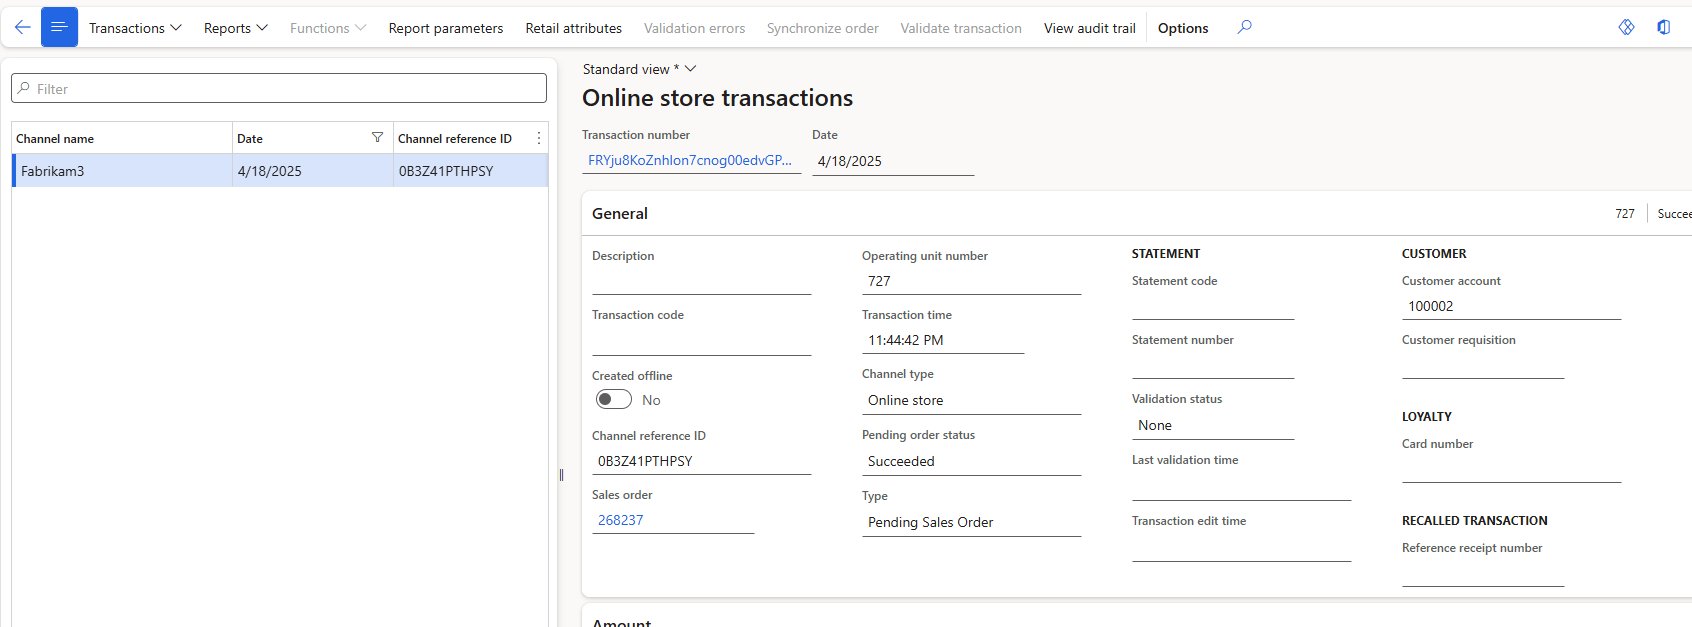 Transactions Reports Functions Report parameters Retail attributes Validation errors Synchronize order Validate transaction View audit trail Options
Filter
Channel name Date Channel reference ID
Fabrikam3 4/18/2025 0B3Z41PTHPSY
Standard view *
Online store transactions
Transaction number Date
FRYju8KoZnhIon7cnog00edvGP... 4/18/2025
General 727 Succee
Description
Transaction code
Created offline
No
Channel reference ID
0B3Z41PTHPSY
Sales order
268237
Operating unit number
727
Transaction time
11:44:42 PM
Channel type
Online store
Pending order status
Succeeded
Type
Pending Sales Order
STATEMENT
Statement code
Statement number
Validation status
None
Last validation time
Transaction edit time
CUSTOMER
Customer account
100002
Customer requisition
LOYALTY
Card number
RECALLED TRANSACTION
Reference receipt number
Amount